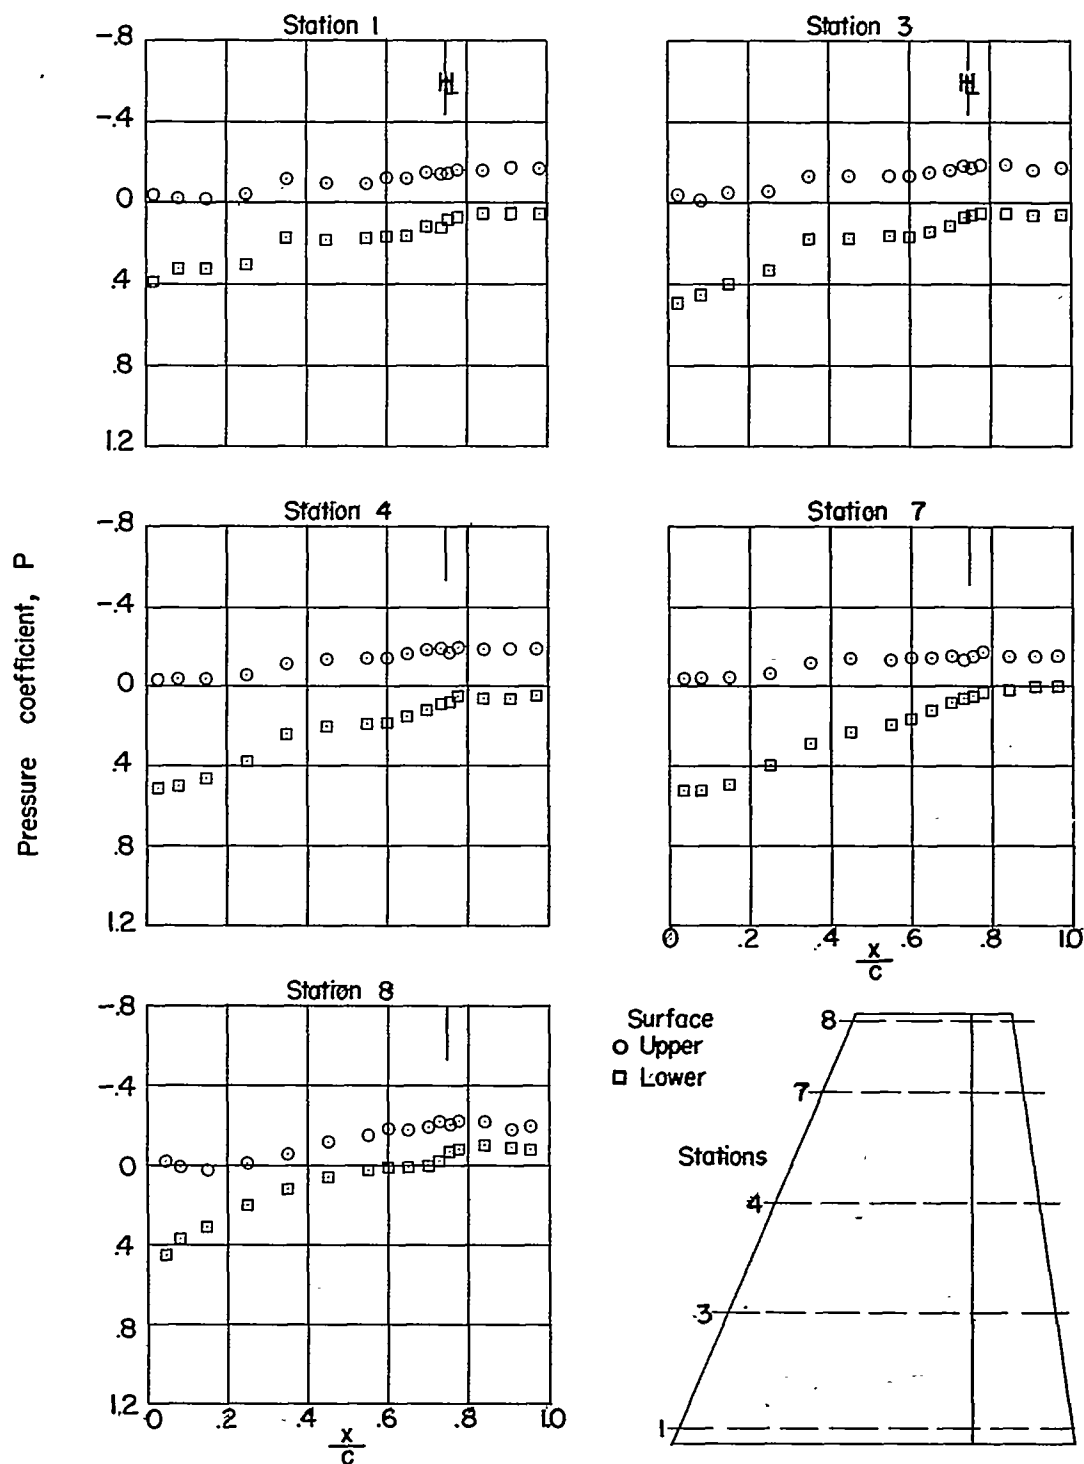 Station 1
Station 3
-.8
-.4
0
.4
.8
1.2
HL
HL
Station 4
Station 7
-.8
-.4
0
.4
.8
1.2
0 .2 .4 .6 .8 1.0
x/c
Pressure coefficient, P
Station 8
-.8
-.4
0
.4
.8
1.2
0 .2 .4 .6 .8 1.0
x/c
Surface
Upper
Lower
Stations
8
7
4
3
1